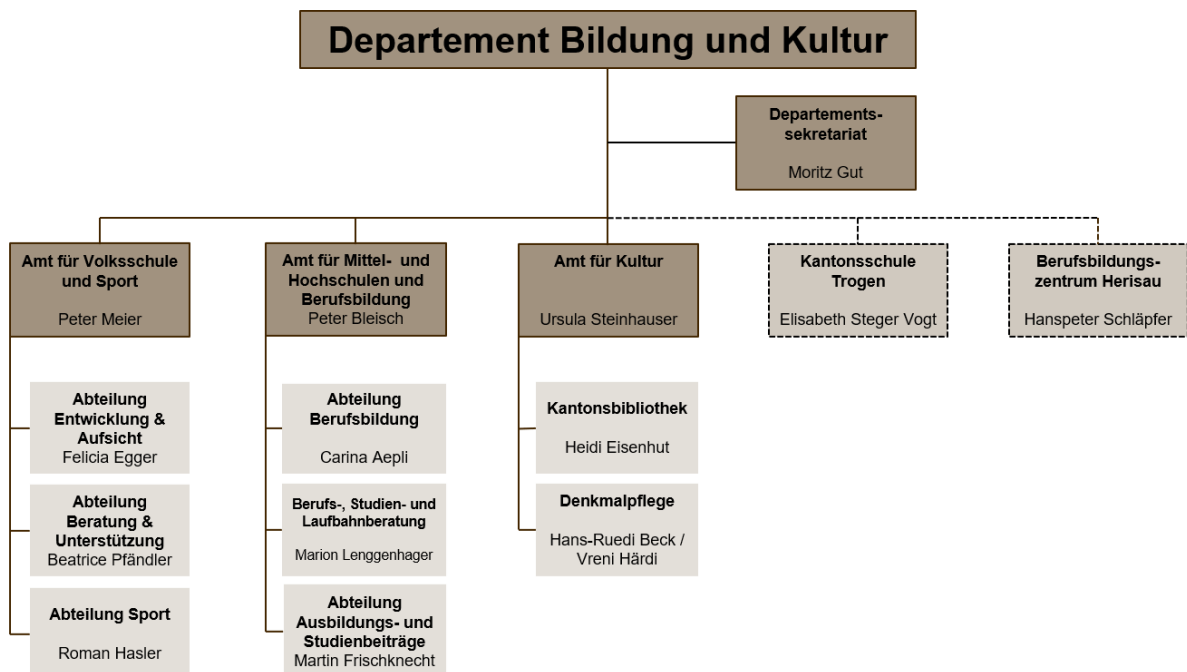 Departement Bildung und Kultur
Departements-
sekretariat
Moritz Gut
Amt für Volksschule
und Sport
Peter Meier
Amt für Mittel- und
Hochschulen und
Berufsbildung
Peter Bleisch
Amt für Kultur
Ursula Steinhauser
Kantonsschule
Trogen
Elisabeth Steger Vogt
Berufsbildungs-
zentrum Herisau
Hanspeter Schläpfer
Abteilung
Entwicklung &
Aufsicht
Felicia Egger
Abteilung
Berufsbildung
Carina Aepli
Kantonsbibliothek
Heidi Eisenhut
Abteilung
Beratung &
Unterstützung
Beatrice Pfändler
Berufs-, Studien- und
Laufbahnberatung
Marion Lenggenhager
Denkmalpflege
Hans-Ruedi Beck /
Vreni Härdi
Abteilung Sport
Roman Hasler
Abteilung
Ausbildungs- und
Studienbeiträge
Martin Frischknecht